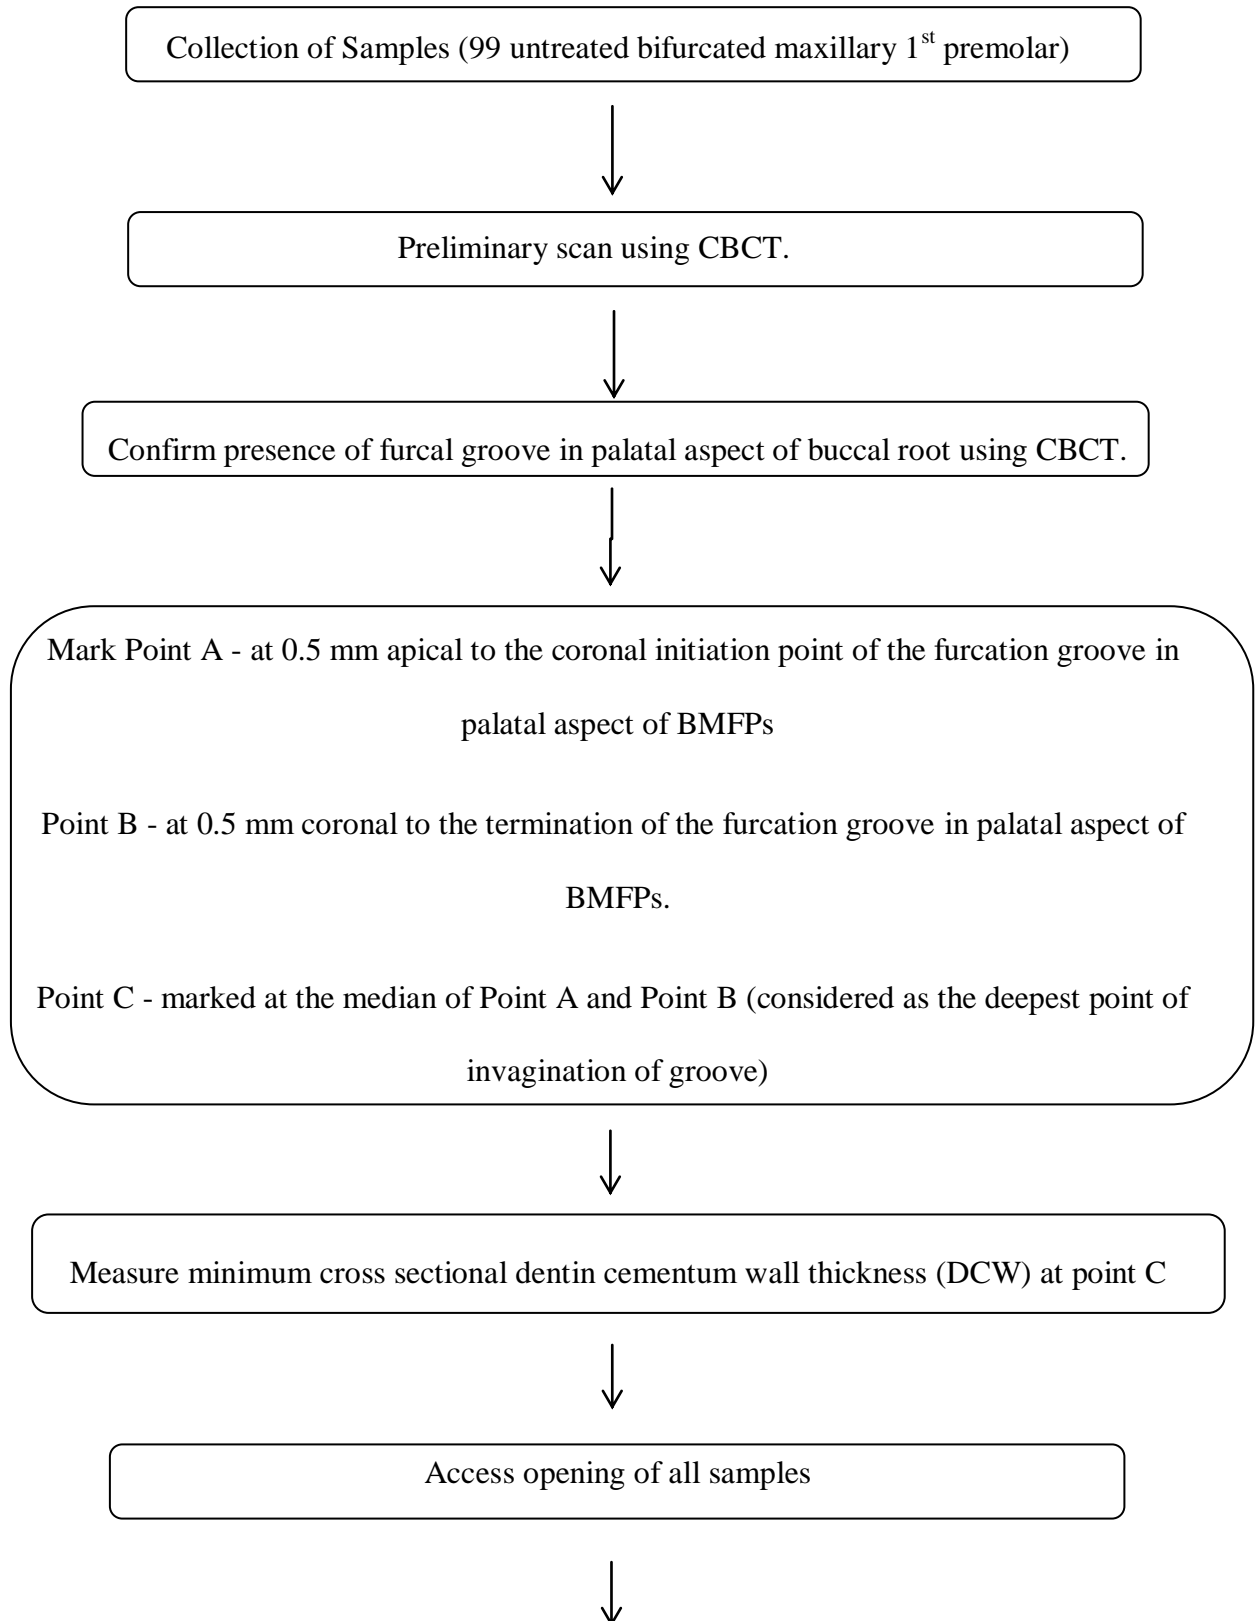 Collection of Samples (99 untreated bifurcated maxillary 1st premolar)
Preliminary scan using CBCT.
Confirm presence of furcal groove in palatal aspect of buccal root using CBCT.
Mark Point A - at 0.5 mm apical to the coronal initiation point of the furcation groove in
palatal aspect of BMFPs
Point B - at 0.5 mm coronal to the termination of the furcation groove in palatal aspect of
BMFPs.
Point C - marked at the median of Point A and Point B (considered as the deepest point of
invagination of groove)
Measure minimum cross sectional dentin cementum wall thickness (DCW) at point C
Access opening of all samples